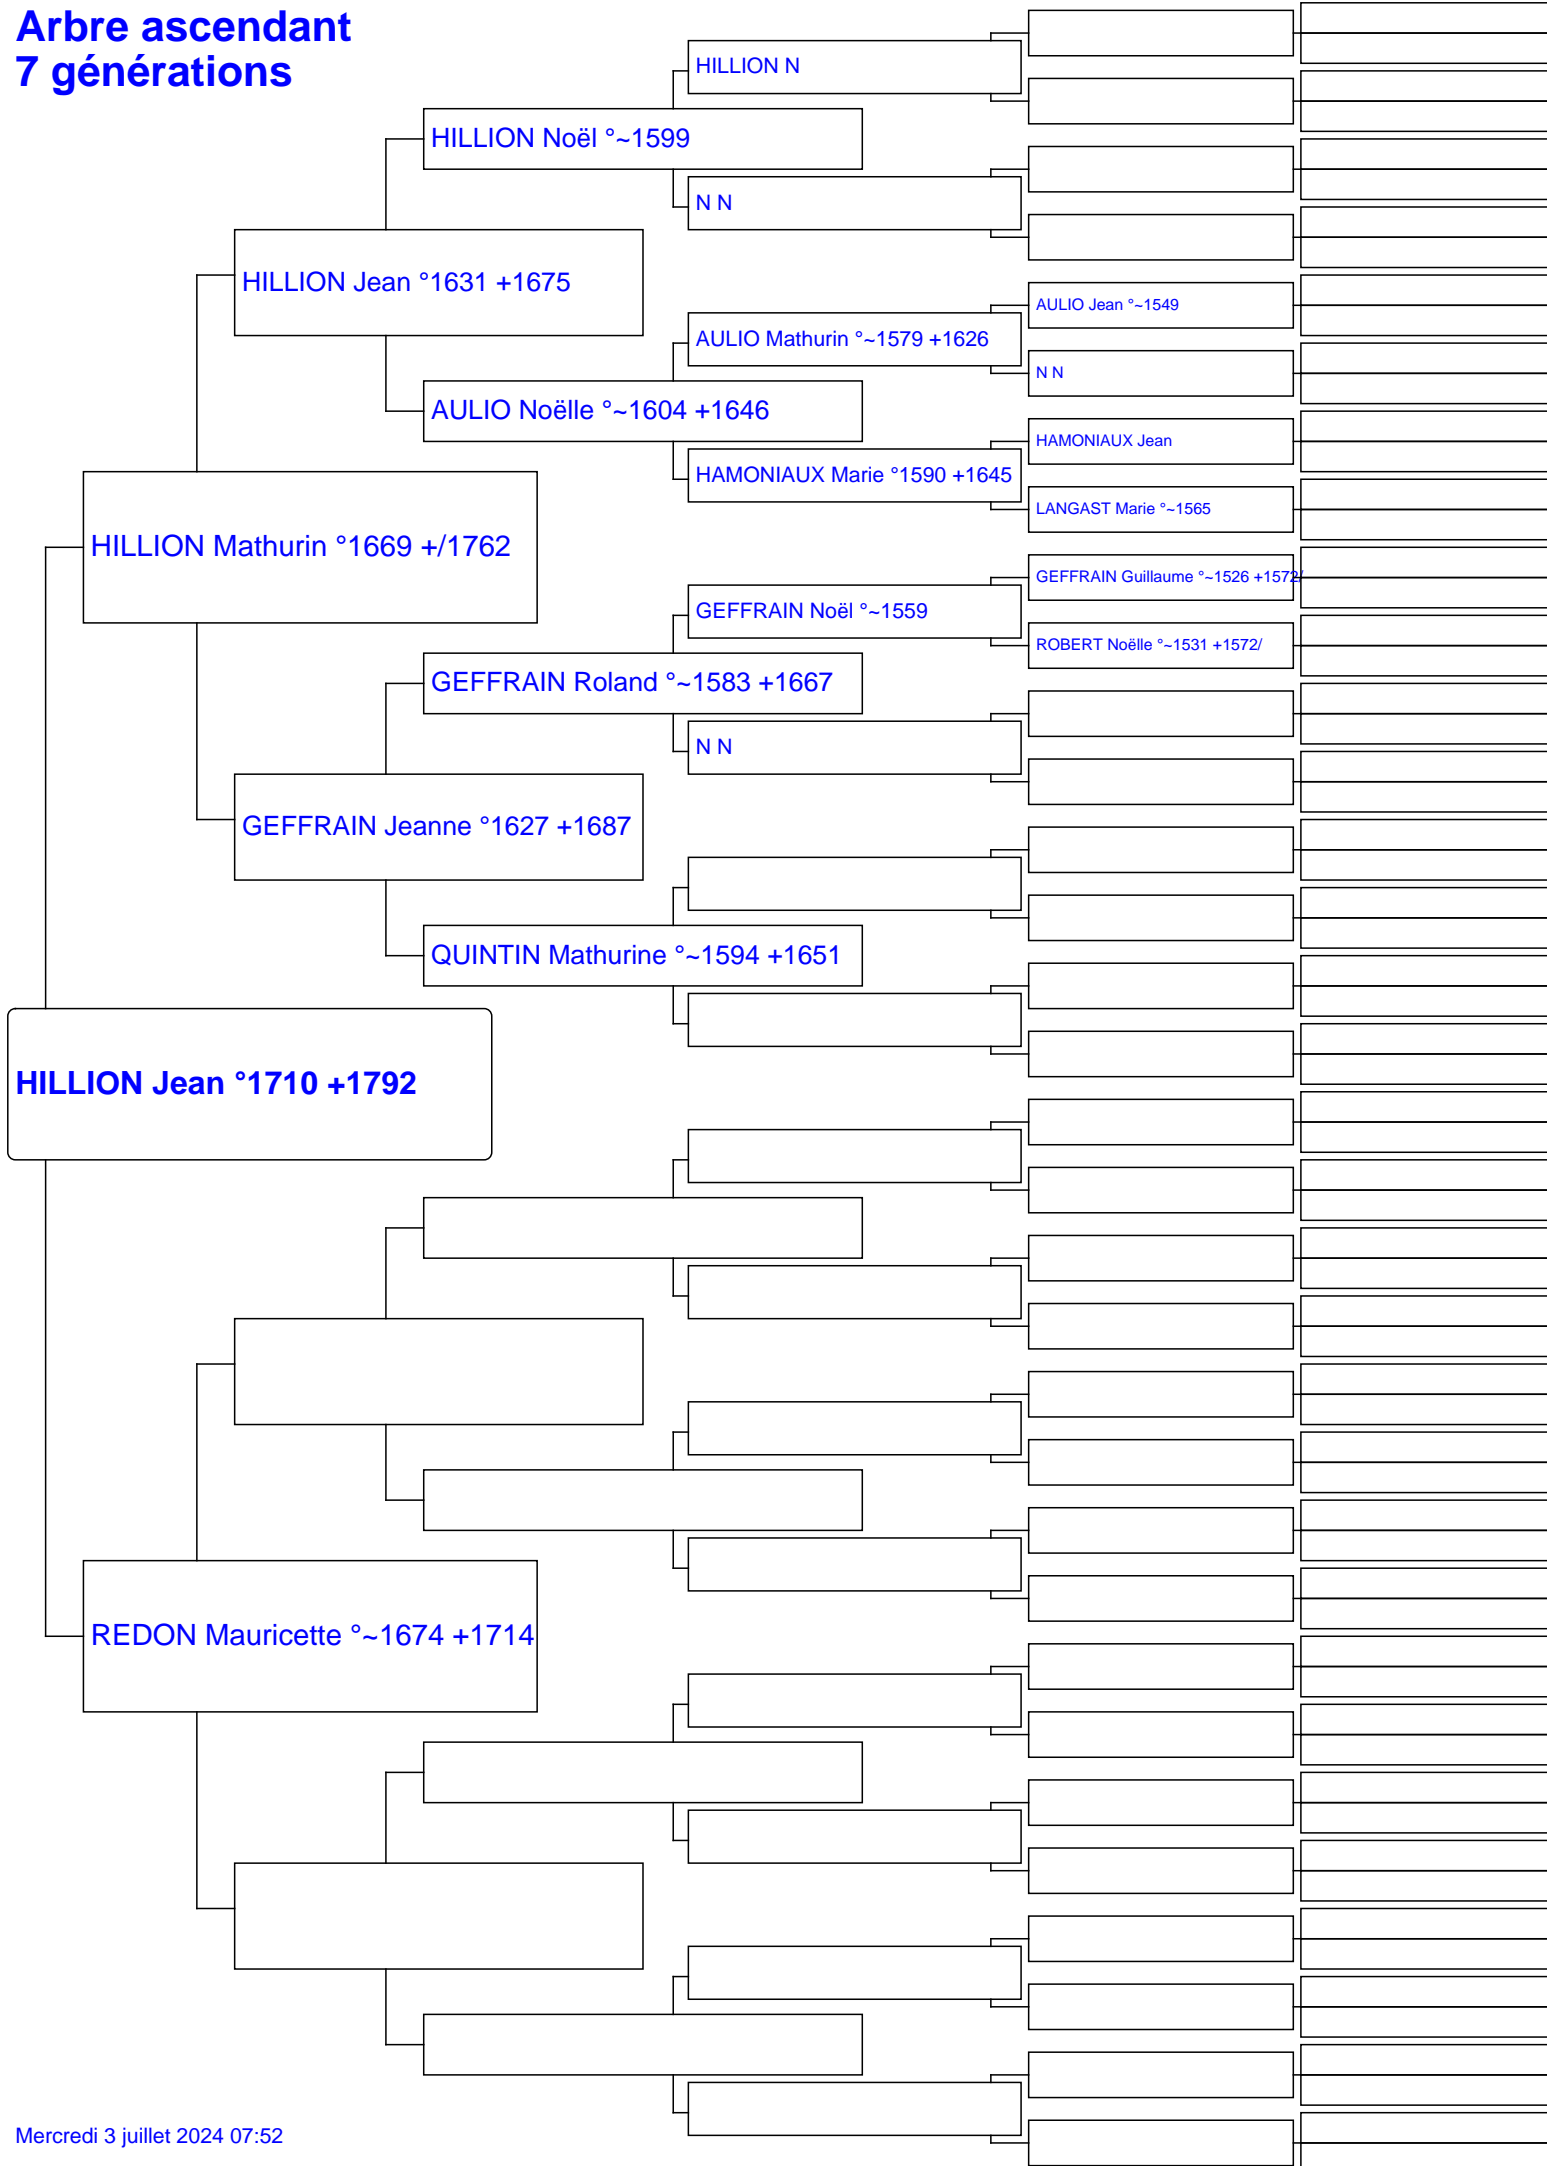 Arbre ascendant
7 générations
HILLION N
HILLION Noël °~1599
N N
HILLION Jean °1631 +1675
AULIO Jean °~1549
AULIO Mathurin °~1579 +1626
N N
AULIO Noëlle °~1604 +1646
HAMONIAUX Jean
HAMONIAUX Marie °1590 +1645
LANGAST Marie °~1565
HILLION Mathurin °1669 +/1762
GEFFRAIN Guillaume °~1526 +1572/
GEFFRAIN Noël °~1559
ROBERT Noëlle °~1531 +1572/
GEFFRAIN Roland °~1583 +1667
N N
GEFFRAIN Jeanne °1627 +1687
QUINTIN Mathurine °~1594 +1651
HILLION Jean °1710 +1792
REDON Mauricette °~1674 +1714
Mercredi 3 juillet 2024 07:52